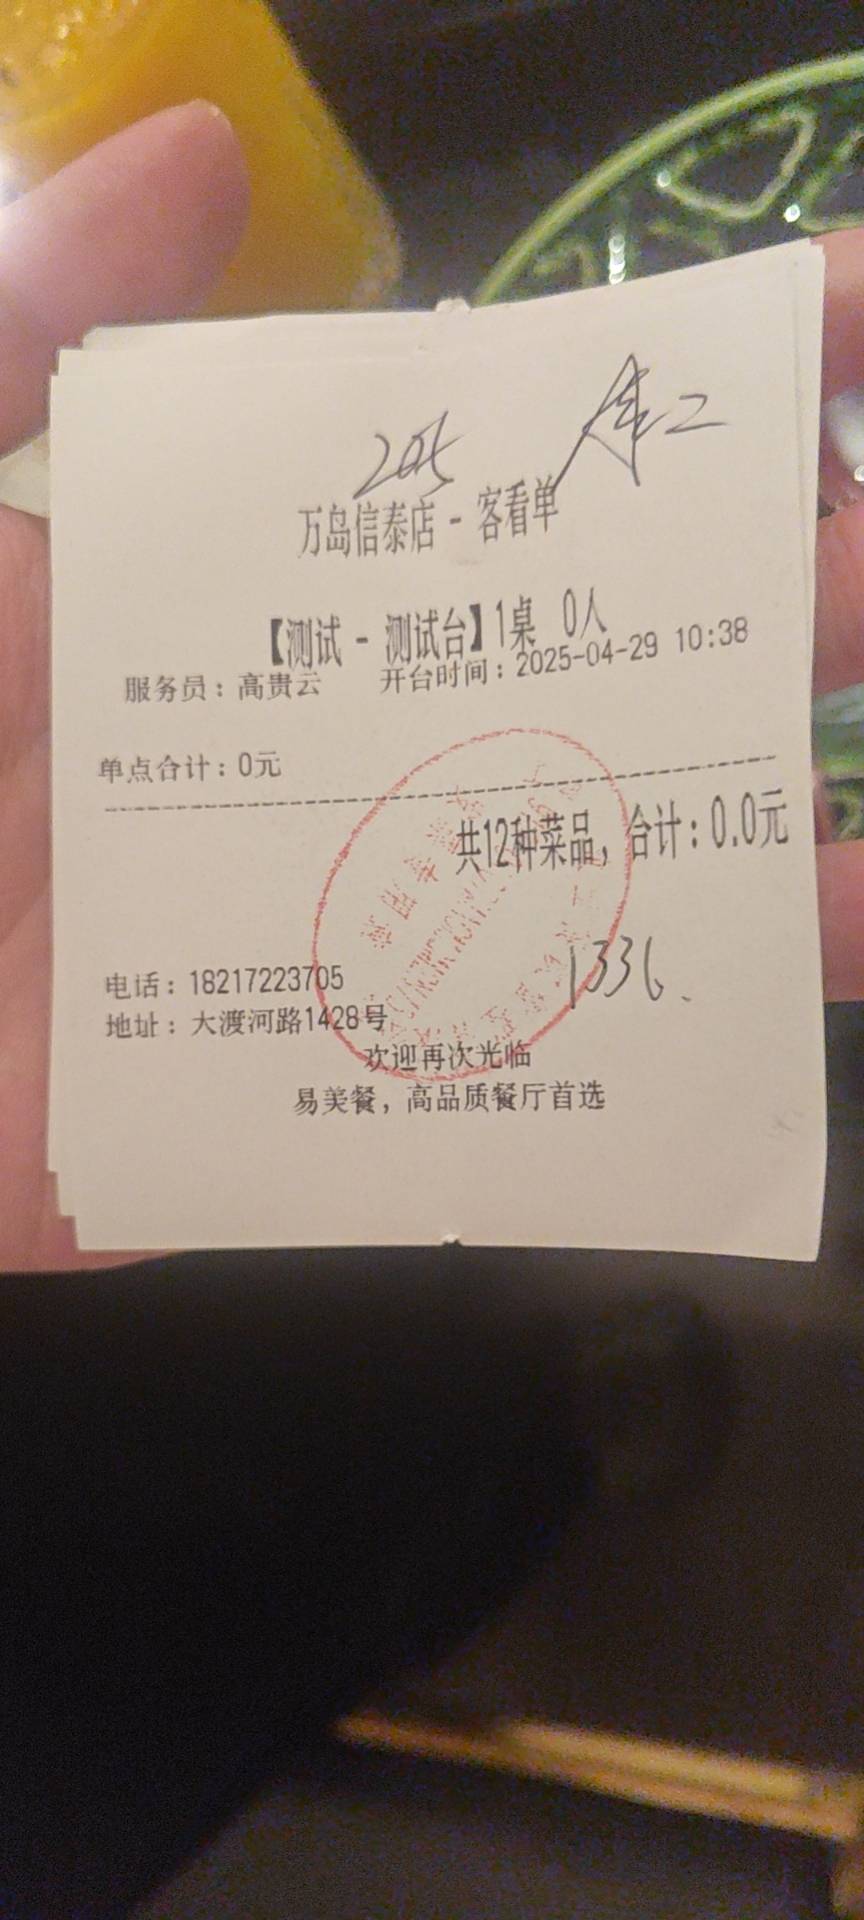 205
万岛信泰店 - 客看单
【测试 - 测试台】1桌 0人
服务员：高贵云 开台时间：2025-04-29 10:38
单点合计：0元
共12种菜品，合计：0.0元
1336.
电话：18217223705
地址：大渡河路1428号
欢迎再次光临
易美餐，高品质餐厅首选